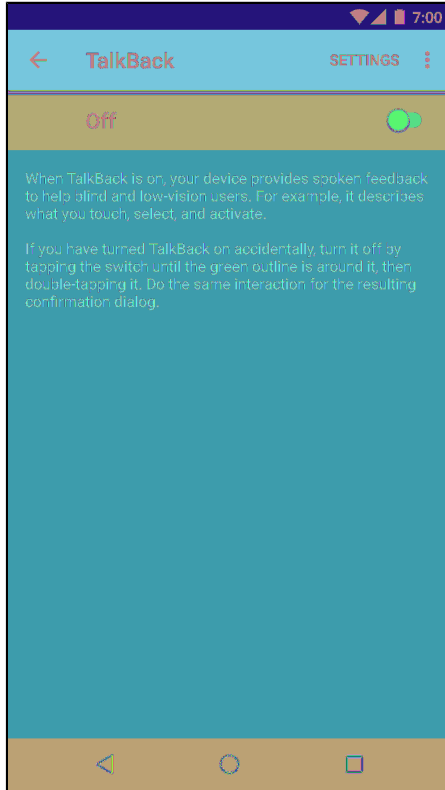 7:00
TalkBack SETTINGS
Off
When TalkBack is on, your device provides spoken feedback
to help blind and low-vision users. For example, it describes
what you touch, select, and activate.
If you have turned TalkBack on accidentally, turn it off by
tapping the switch until the green outline is around it, then
double-tapping it. Do the same interaction for the resulting
confirmation dialog.